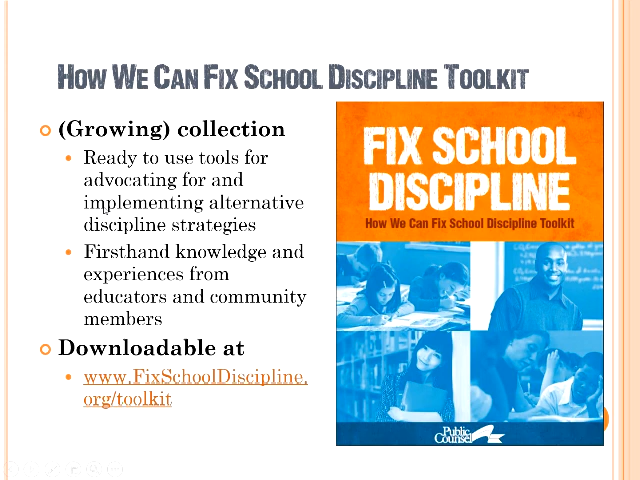 How We Can Fix School Discipline Toolkit
(Growing) collection
Ready to use tools for
advocating for and
implementing alternative
discipline strategies
Firsthand knowledge and
experiences from
educators and community
members
Downloadable at
www.FixSchoolDiscipline.
org/toolkit
FIX SCHOOL
DISCIPLINE
How We Can Fix School Discipline Toolkit
Public
Counsel